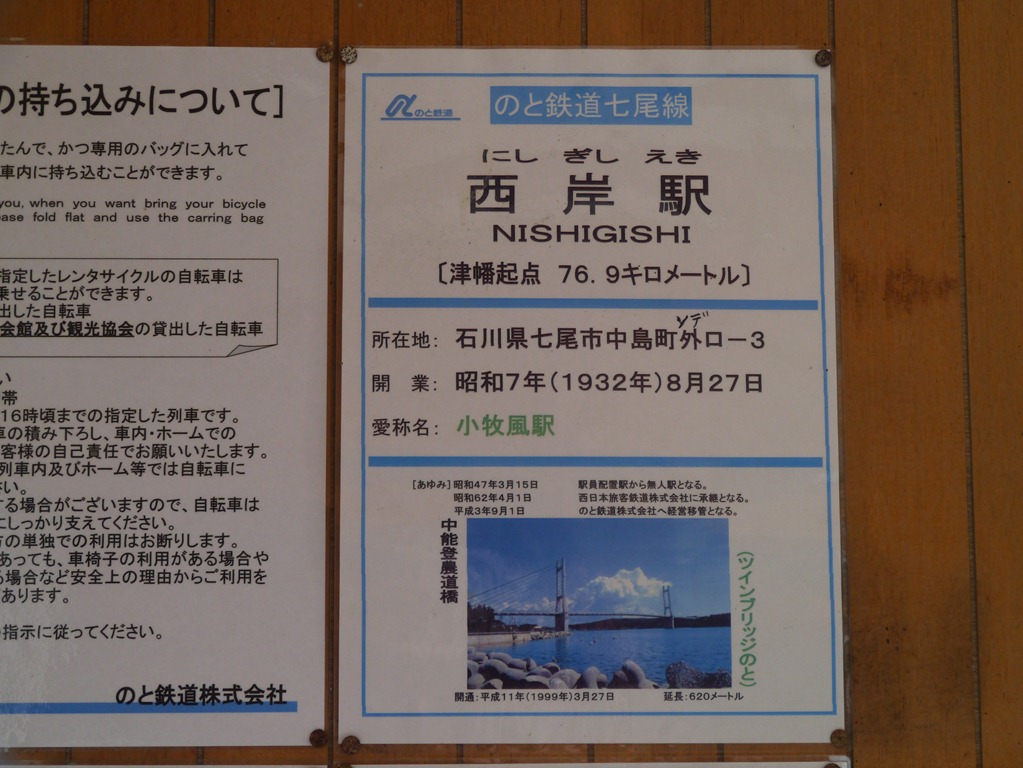 の持ち込みについて]
たんで、かつ専用のバッグに入れて
車内に持ち込むことができます。
you, when you want bring your bicycle
ease fold flat and use the carring bag
指定したレンタサイクルの自転車は
乗せることができます。
出した自転車
会館及び観光協会の貸出した自転車
い
帯
16時頃までの指定した列車です。
車の積み下ろし、車内・ホームでの
客様の自己責任でお願いいたします。
列車内及びホーム等では自転車に
さい。
する場合がございますので、自転車は
にしっかり支えてください。
方の単独での利用はお断りします。
あっても、車椅子の利用がある場合や
る場合など安全上の理由からご利用を
があります。
指示に従ってください。
のと鉄道株式会社
のと鉄道
のと鉄道七尾線
にし ぎし えき
西 岸 駅
NISHIGISHI
〔津幡起点 76.9キロメートル〕
ソデ
所在地: 石川県七尾市中島町外ロ－3
開 業: 昭和7年(1932年)8月27日
愛称名: 小牧風駅
[あゆみ]昭和47年3月15日 駅員配置駅から無人駅となる。
昭和62年4月1日 西日本旅客鉄道株式会社に承継となる。
平成3年9月1日 のと鉄道株式会社へ経営移管となる。
中能登農道橋
(ツインブリッジのと)
開通:平成11年(1999年)3月27日 延長:620メートル